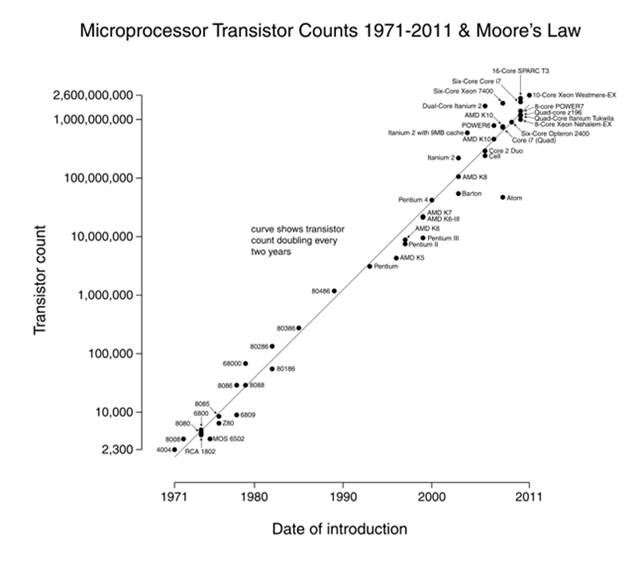 Microprocessor Transistor Counts 1971-2011 & Moore's Law
16-Core SPARC T3
Six-Core Core i7
Six-Core Xeon 7400
10-Core Xeon Westmere-EX
Dual-Core Itanium 2
8-core POWER7
Quad-core z196
AMD K10
Quad-Core Itanium Tukwila
POWER6
8-Core Xeon Nehalem-EX
Itanium 2 with 9MB cache
Six-Core Opteron 2400
AMD K10
Core i7 (Quad)
Core 2 Duo
Itanium 2
Cell
AMD K8
Pentium 4
Barton
Atom
AMD K7
AMD K6-III
curve shows transistor
count doubling every
two years
AMD K6
Pentium III
Pentium II
AMD K5
Pentium
80486
80386
80286
68000
80186
8086
8088
8085
6800
6809
8080
Z80
8008
MOS 6502
4004
RCA 1802
2,600,000,000
1,000,000,000
100,000,000
10,000,000
1,000,000
100,000
10,000
2,300
Transistor count
1971
1980
1990
2000
2011
Date of introduction